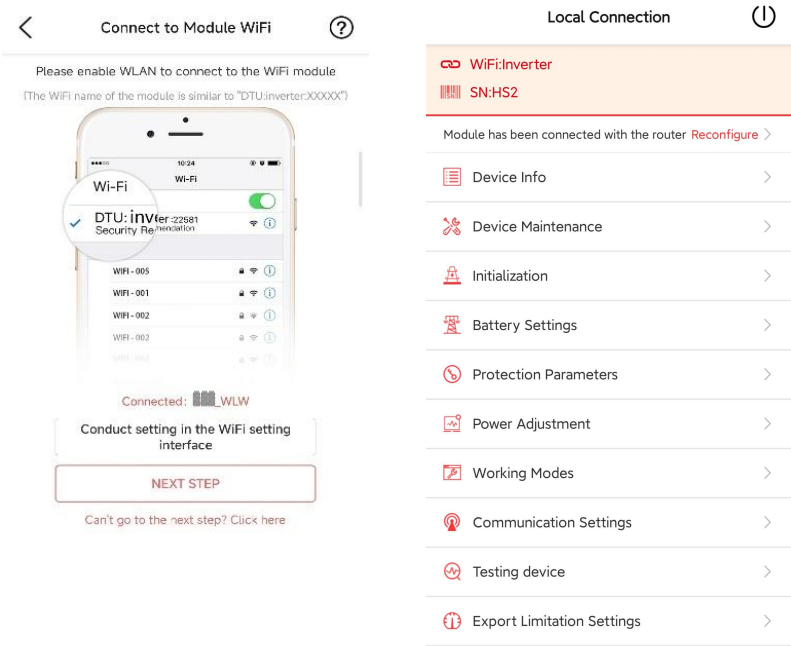 Connect to Module WiFi
?
Please enable WLAN to connect to the WiFi module
(The WiFi name of the module is similar to "DTU:inverter:XXXXX")
10:24
Wi-Fi
Wi-Fi
DTU: inverter :22581
Security Re hendation
WIFI - 005
WIFI - 001
WIFI - 002
WIFI - 002
Connected: _WLW
Conduct setting in the WiFi setting
interface
NEXT STEP
Can't go to the next step? Click here
Local Connection
WiFi:Inverter
SN:HS2
Module has been connected with the router Reconfigure
Device Info
Device Maintenance
Initialization
Battery Settings
Protection Parameters
Power Adjustment
Working Modes
Communication Settings
Testing device
Export Limitation Settings